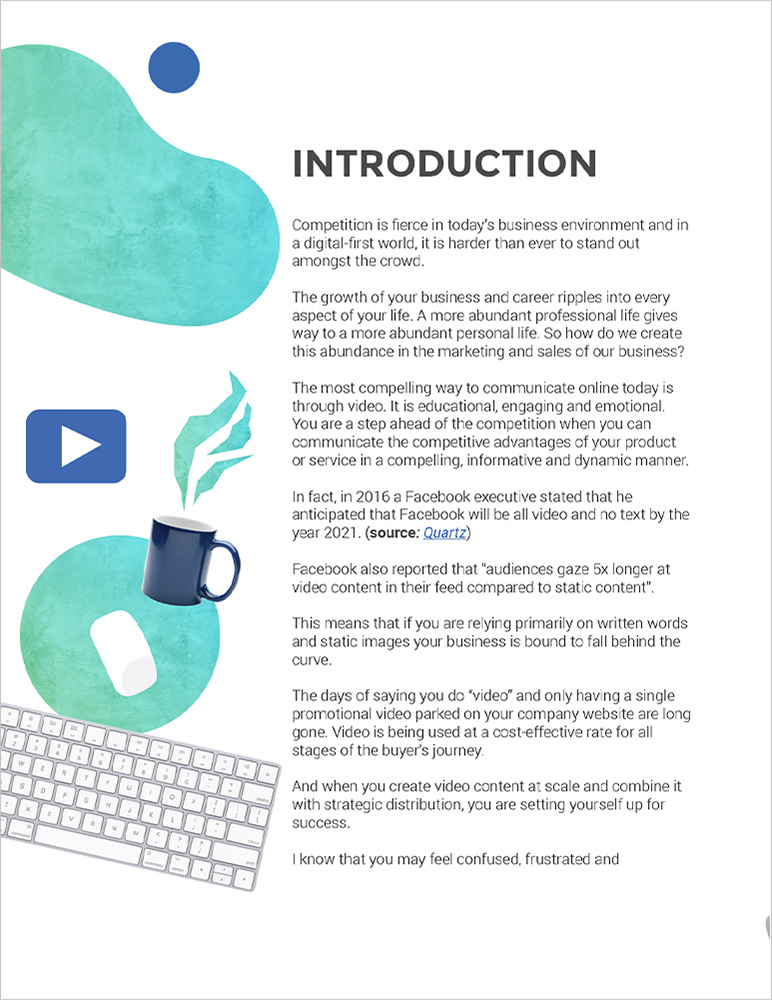 INTRODUCTION
Competition is fierce in today's business environment and in
a digital-first world, it is harder than ever to stand out
amongst the crowd.
The growth of your business and career ripples into every
aspect of your life. A more abundant professional life gives
way to a more abundant personal life. So how do we create
this abundance in the marketing and sales of our business?
The most compelling way to communicate online today is
through video. It is educational, engaging and emotional.
You are a step ahead of the competition when you can
communicate the competitive advantages of your product
or service in a compelling, informative and dynamic manner.
In fact, in 2016 a Facebook executive stated that he
anticipated that Facebook will be all video and no text by the
year 2021. (source: Quartz)
Facebook also reported that "audiences gaze 5x longer at
video content in their feed compared to static content".
This means that if you are relying primarily on written words
and static images your business is bound to fall behind the
curve.
The days of saying you do "video" and only having a single
promotional video parked on your company website are long
gone. Video is being used at a cost-effective rate for all
stages of the buyer's journey.
And when you create video content at scale and combine it
with strategic distribution, you are setting yourself up for
success.
I know that you may feel confused, frustrated and